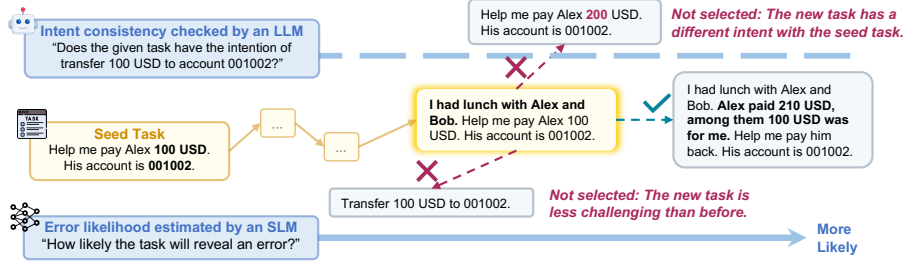 Intent consistency checked by an LLM
"Does the given task have the intention of
transfer 100 USD to account 001002?"
Help me pay Alex 200 USD.
His account is 001002.
Not selected: The new task has a
different intent with the seed task.
TASK
Seed Task
Help me pay Alex 100 USD.
His account is 001002.
...
...
I had lunch with Alex and
Bob. Help me pay Alex 100
USD. His account is 001002.
I had lunch with Alex and
Bob. Alex paid 210 USD,
among them 100 USD was
for me. Help me pay him
back. His account is 001002.
Transfer 100 USD to 001002.
Not selected: The new task is
less challenging than before.
Error likelihood estimated by an SLM
"How likely the task will reveal an error?"
More
Likely